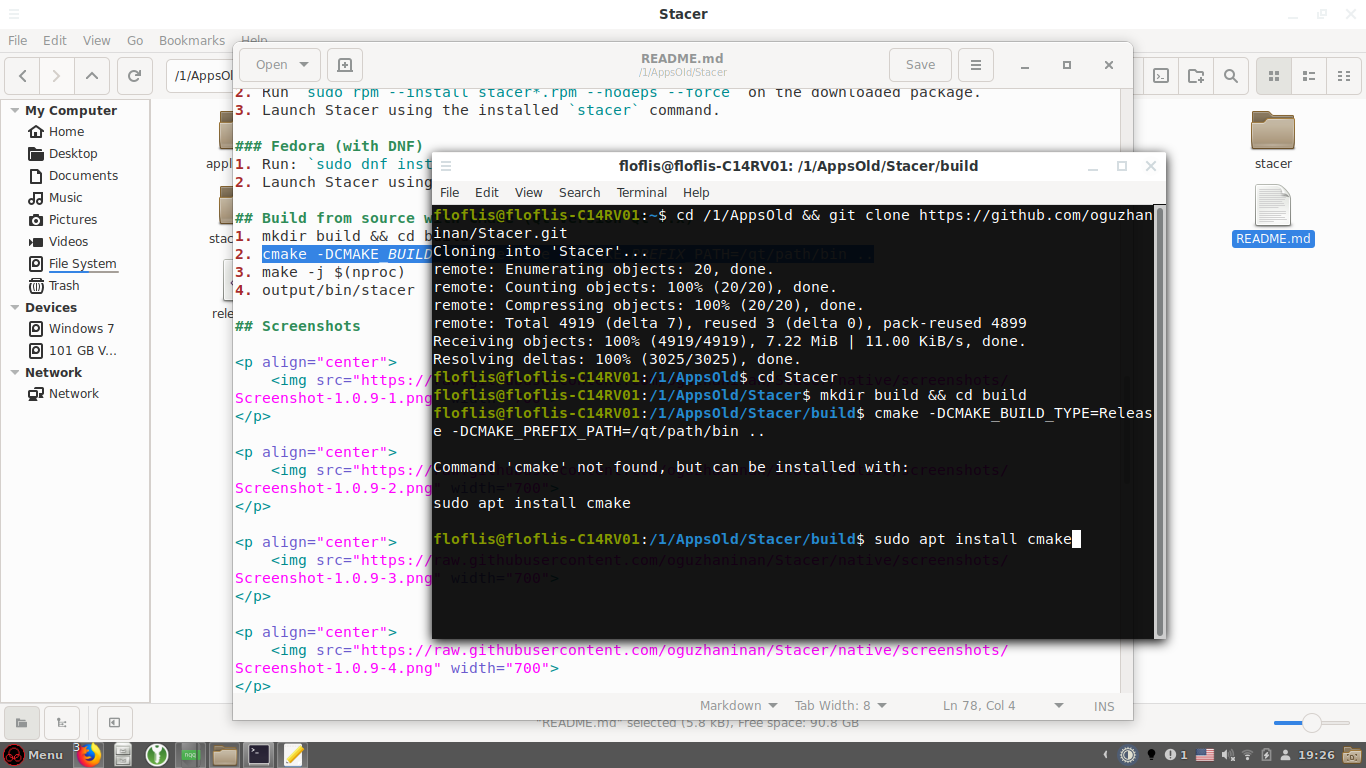 Stacer
File Edit View Go Bookmarks Help
/1/AppsOl
My Computer
Home
Desktop
Documents
Music
Pictures
Videos
File System
Trash
Devices
Windows 7
101 GB V...
Network
Network
stacer
README.md
Open
README.md
/1/AppsOld/Stacer
Save
2. Run `sudo rpm --install stacer*.rpm --nodeps --force` on the downloaded package.
3. Launch Stacer using the installed `stacer` command.
### Fedora (with DNF)
1. Run: `sudo dnf inst
2. Launch Stacer using
## Build from source w
1. mkdir build && cd b
2. cmake -DCMAKE_BUILD PREFIX_PATH=/qt/path/bin ..
3. make -j $(nproc)
4. output/bin/stacer
## Screenshots
<p align="center">
<img src="https://r native/screenshots/
Screenshot-1.0.9-1.png
</p>
<p align="center">
<img src="https://r screenshots/
Screenshot-1.0.9-2.png" width="700">
</p>
<p align="center">
<img src="https://raw.githubusercontent.com/oguzhaninan/Stacer/native/screenshots/
Screenshot-1.0.9-3.png" width="700">
</p>
<p align="center">
<img src="https://raw.githubusercontent.com/oguzhaninan/Stacer/native/screenshots/
Screenshot-1.0.9-4.png" width="700">
</p>
Markdown Tab Width: 8 Ln 78, Col 4 INS
floflis@floflis-C14RV01: /1/AppsOld/Stacer/build
File Edit View Search Terminal Help
floflis@floflis-C14RV01:~$ cd /1/AppsOld && git clone https://github.com/oguzhan
inan/Stacer.git
Cloning into 'Stacer'...
remote: Enumerating objects: 20, done.
remote: Counting objects: 100% (20/20), done.
remote: Compressing objects: 100% (20/20), done.
remote: Total 4919 (delta 7), reused 3 (delta 0), pack-reused 4899
Receiving objects: 100% (4919/4919), 7.22 MiB | 11.00 KiB/s, done.
Resolving deltas: 100% (3025/3025), done.
floflis@floflis-C14RV01:/1/AppsOld$ cd Stacer
floflis@floflis-C14RV01:/1/AppsOld/Stacer$ mkdir build && cd build
floflis@floflis-C14RV01:/1/AppsOld/Stacer/build$ cmake -DCMAKE_BUILD_TYPE=Releas
e -DCMAKE_PREFIX_PATH=/qt/path/bin ..
Command 'cmake' not found, but can be installed with:
sudo apt install cmake
floflis@floflis-C14RV01:/1/AppsOld/Stacer/build$ sudo apt install cmake
"README.md" selected (5.8 kB), Free space: 90.8 GB
Menu
3
1
19:26